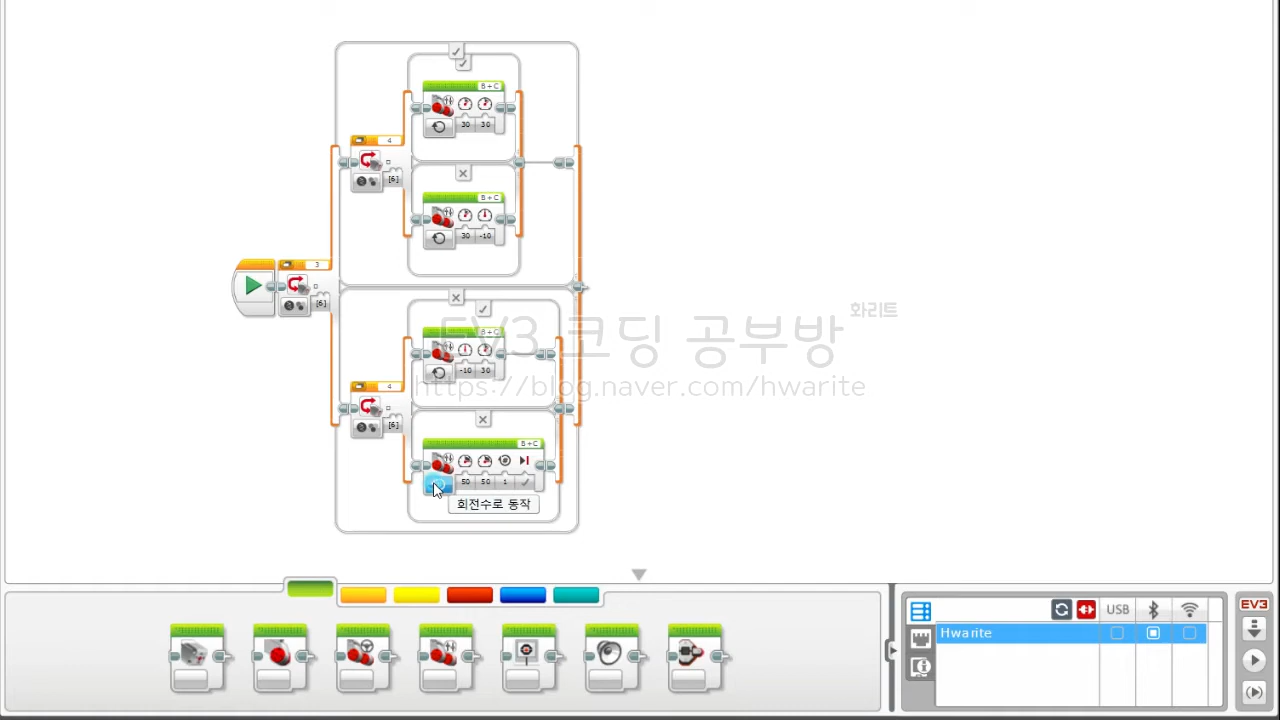 B + C
30 30
4
[6]
B + C
30 -10
3
[6]
화리트
EV3 코딩 공부방
B + C
-10 30
https://blog.naver.com/hwarite
4
[6]
B + C
50 50 1
회전수로 동작
USB
EV3
Hwarite